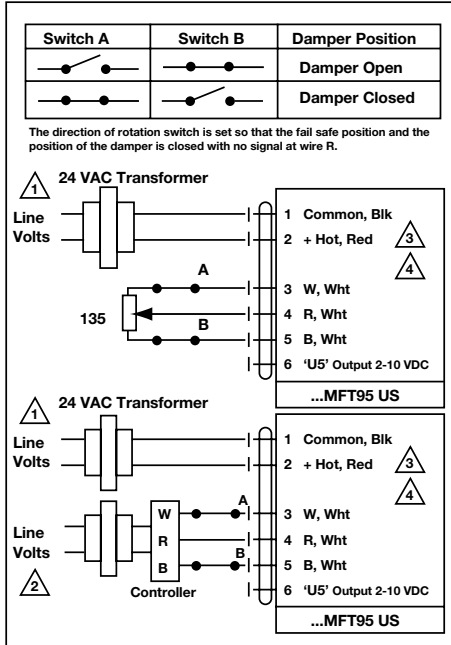 Switch A Switch B Damper Position
Damper Open
Damper Closed
The direction of rotation switch is set so that the fail safe position and the
position of the damper is closed with no signal at wire R.
1 24 VAC Transformer
Line
Volts
1 Common, Blk
2 + Hot, Red 3
4
A
3 W, Wht
135
4 R, Wht
B
5 B, Wht
6 ‘U5’ Output 2-10 VDC
...MFT95 US
1 24 VAC Transformer
Line
Volts
1 Common, Blk
2 + Hot, Red 3
4
Line
Volts
2
W
R
B
Controller
A
B
3 W, Wht
4 R, Wht
5 B, Wht
6 ‘U5’ Output 2-10 VDC
...MFT95 US